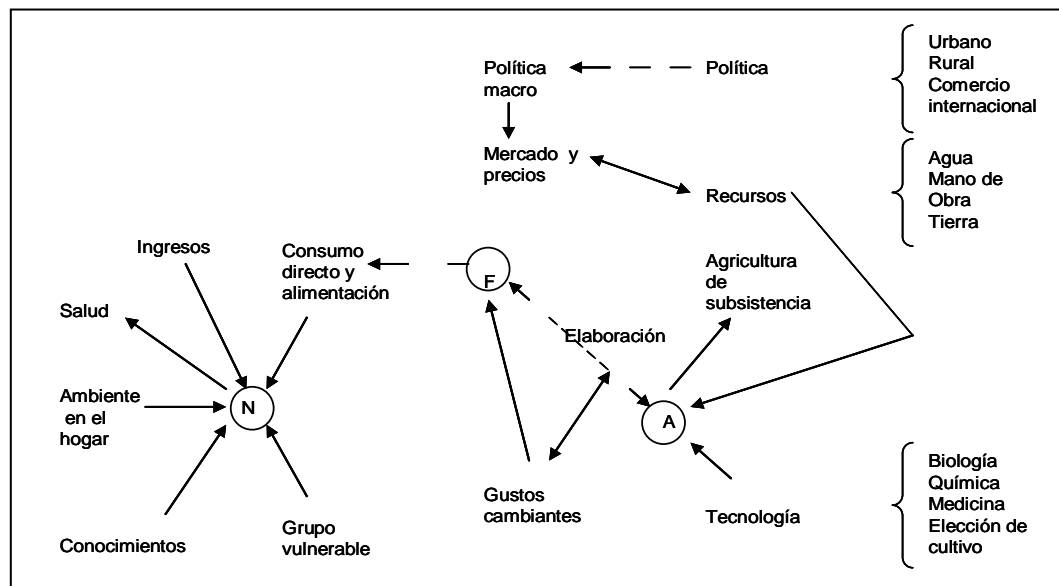 Política
macro
Política
Urbano
Rural
Comercio
internacional
Mercado y
precios
Recursos
Agua
Mano de
Obra
Tierra
Ingresos
Consumo
directo y
alimentación
F
Agricultura
de
subsistencia
Salud
Elaboración
Ambiente
en el
hogar
N
A
Conocimientos
Grupo
vulnerable
Gustos
cambiantes
Tecnología
Biología
Química
Medicina
Elección de
cultivo